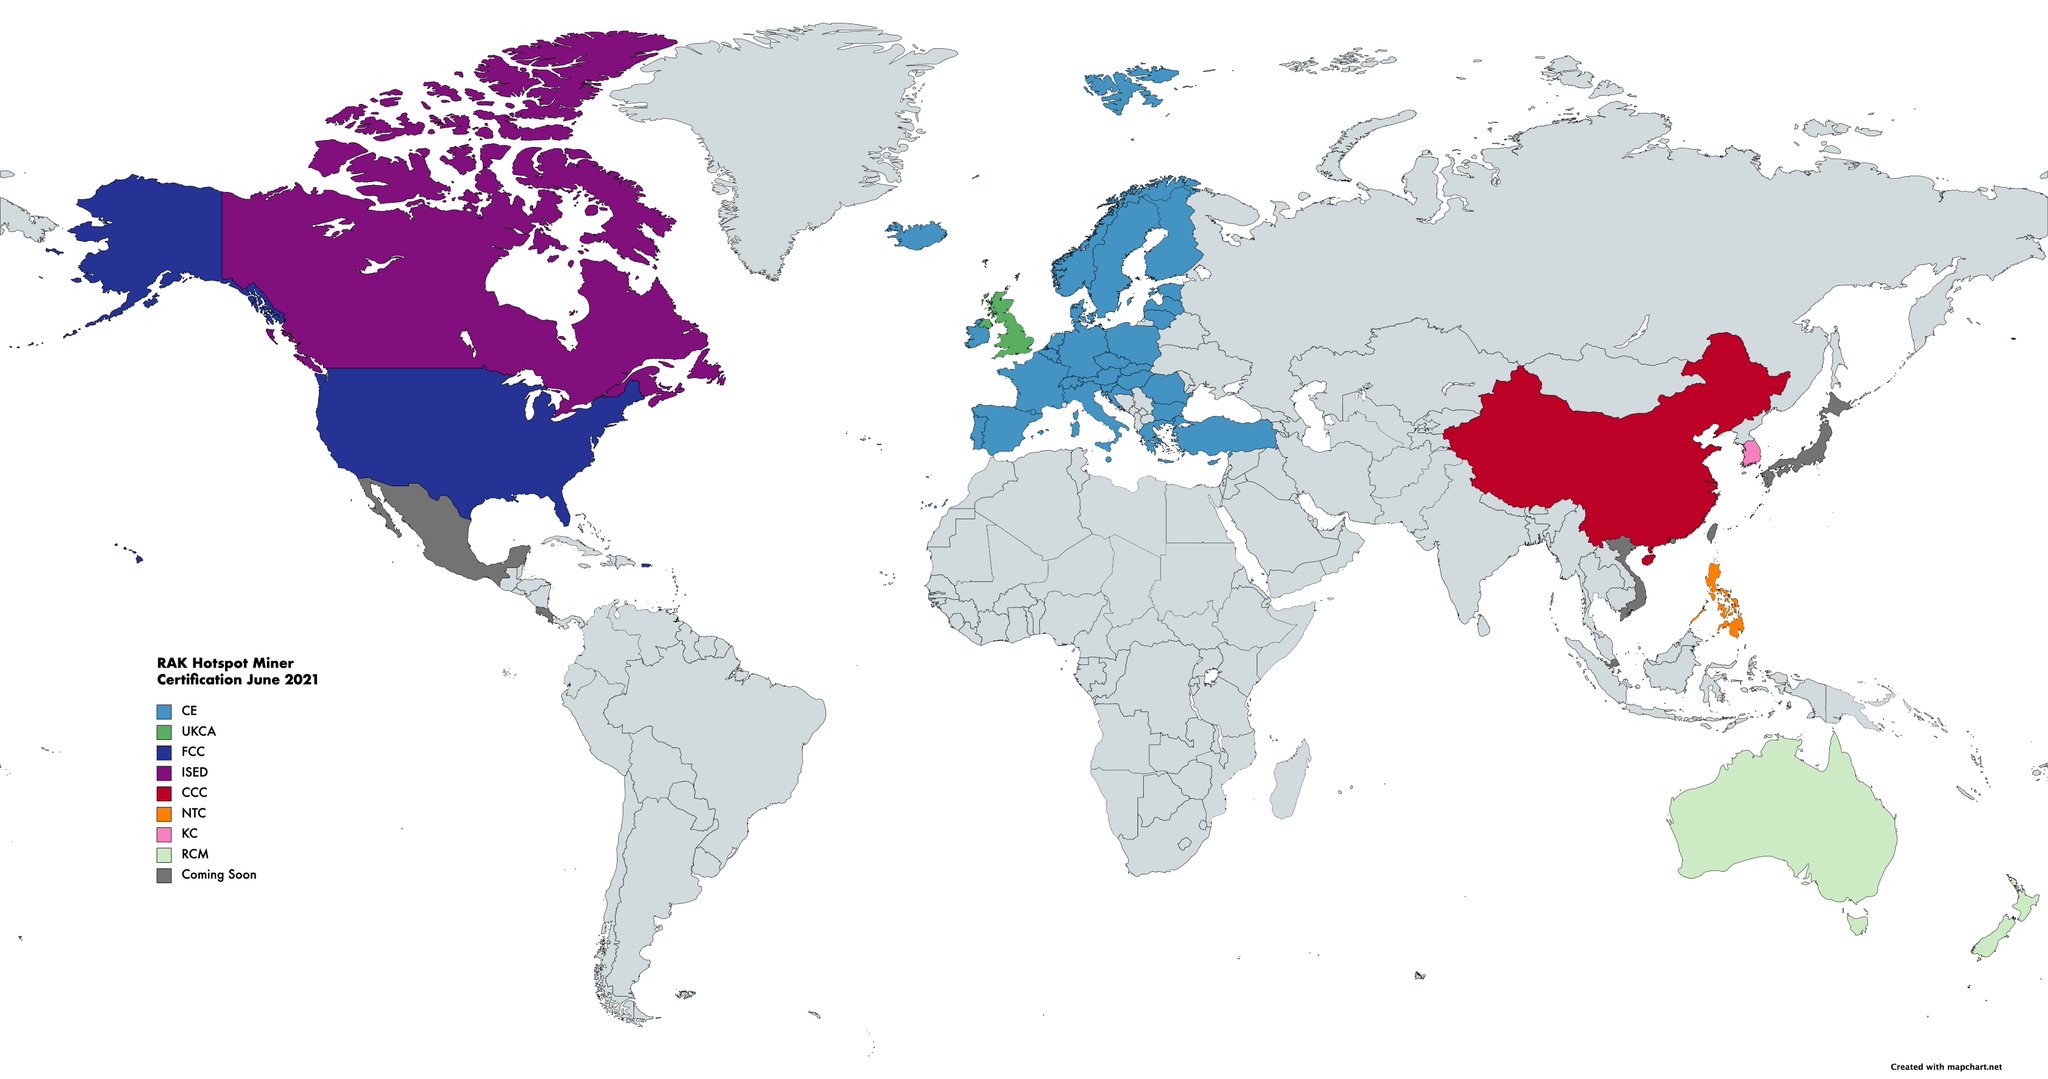 RAK Hotspot Miner
Certification June 2021
CE
UKCA
FCC
ISED
CCC
NTC
KC
RCM
Coming Soon
Created with mapchart.net